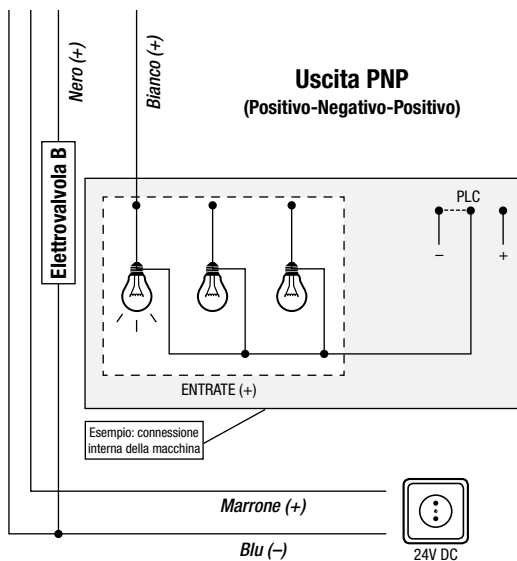 Nero (+)
Bianco (+)
Uscita PNP
(Positivo-Negativo-Positivo)
Elettrovalvola B
PLC
–
+
ENTRATE (+)
Esempio: connessione
interna della macchina
Marrone (+)
Blu (–)
24V DC